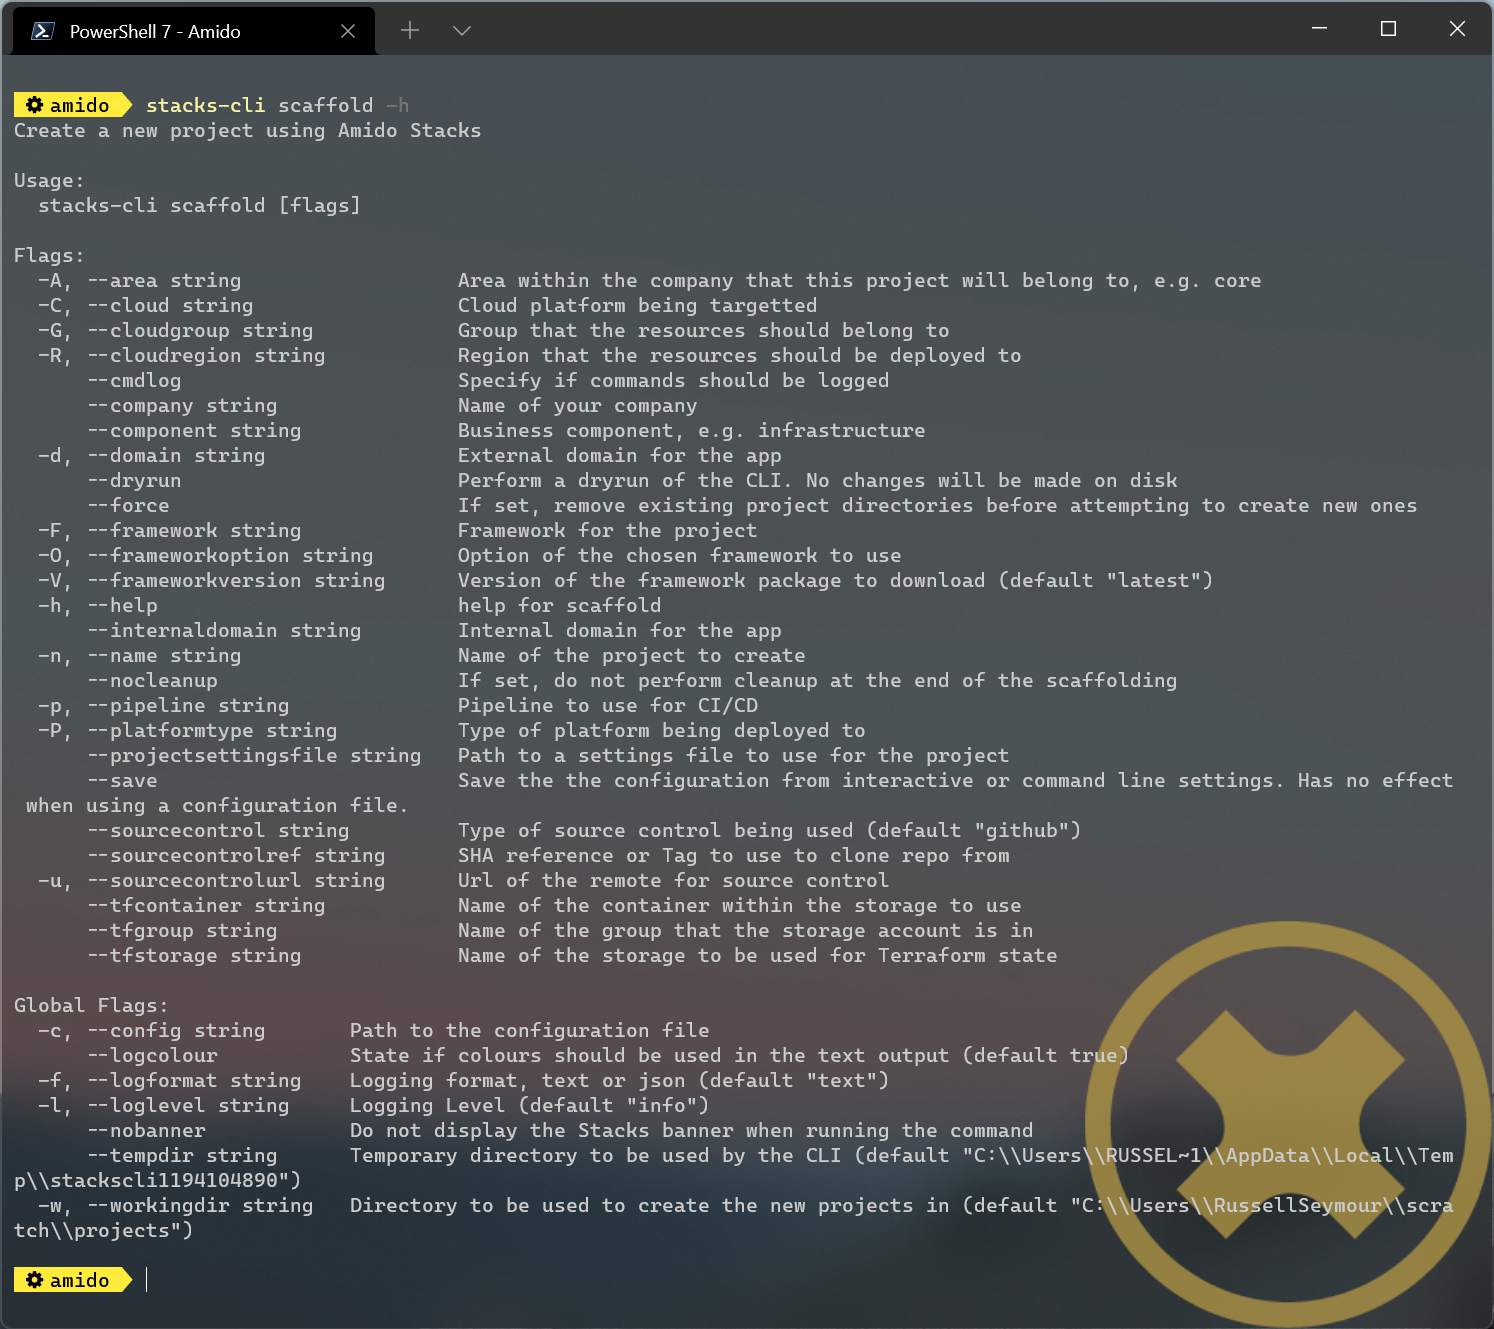 PowerShell 7 - Amido
amido stacks-cli scaffold -h
Create a new project using Amido Stacks
Usage:
stacks-cli scaffold [flags]
Flags:
-A, --area string Area within the company that this project will belong to, e.g. core
-C, --cloud string Cloud platform being targetted
-G, --cloudgroup string Group that the resources should belong to
-R, --cloudregion string Region that the resources should be deployed to
--cmdlog Specify if commands should be logged
--company string Name of your company
--component string Business component, e.g. infrastructure
-d, --domain string External domain for the app
--dryrun Perform a dryrun of the CLI. No changes will be made on disk
--force If set, remove existing project directories before attempting to create new ones
-F, --framework string Framework for the project
-O, --frameworkoption string Option of the chosen framework to use
-V, --frameworkversion string Version of the framework package to download (default "latest")
-h, --help help for scaffold
--internaldomain string Internal domain for the app
-n, --name string Name of the project to create
--nocleanup If set, do not perform cleanup at the end of the scaffolding
-p, --pipeline string Pipeline to use for CI/CD
-P, --platformtype string Type of platform being deployed to
--projectsettingsfile string Path to a settings file to use for the project
--save Save the the configuration from interactive or command line settings. Has no effect
when using a configuration file.
--sourcecontrol string Type of source control being used (default "github")
--sourcecontrolref string SHA reference or Tag to use to clone repo from
-u, --sourcecontrolurl string Url of the remote for source control
--tfcontainer string Name of the container within the storage to use
--tfgroup string Name of the group that the storage account is in
--tfstorage string Name of the storage to be used for Terraform state
Global Flags:
-c, --config string Path to the configuration file
--logcolour State if colours should be used in the text output (default true)
-f, --logformat string Logging format, text or json (default "text")
-l, --loglevel string Logging Level (default "info")
--nobanner Do not display the Stacks banner when running the command
--tempdir string Temporary directory to be used by the CLI (default "C:\\Users\\RUSSEL~1\\AppData\\Local\\Tem
p\\stackscli1194104890")
-w, --workingdir string Directory to be used to create the new projects in (default "C:\\Users\\RussellSeymour\\scra
tch\\projects")
amido